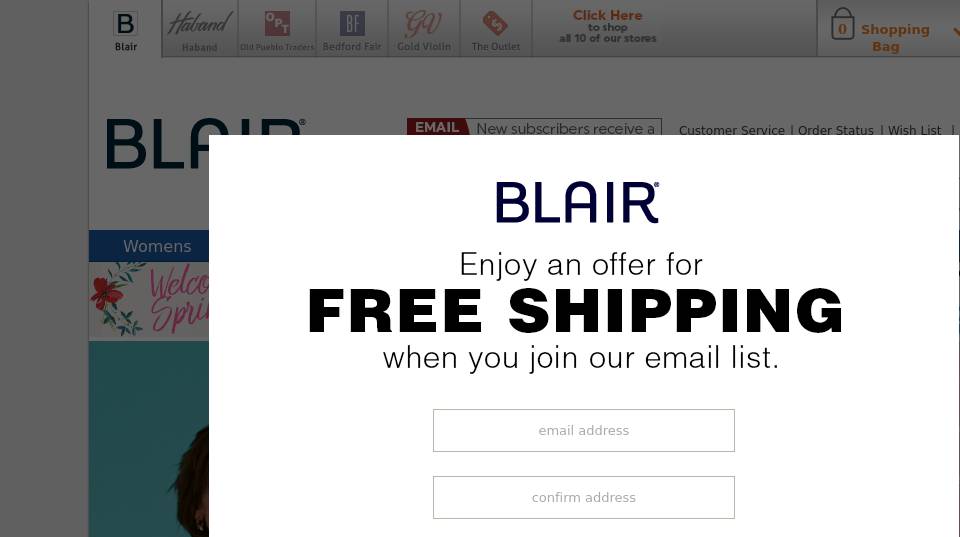 B
Blair
Haband
Haband
OPT
Old Pueblo Traders
BF
Bedford Fair
GV
Gold Violin
$
The Outlet
Click Here
to shop
all 10 of our stores
0
Shopping
Bag
BLAIR®
EMAIL
New subscribers receive a
Customer Service | Order Status | Wish List |
Womens
BLAIR®
Enjoy an offer for
FREE SHIPPING
when you join our email list.
email address
confirm address